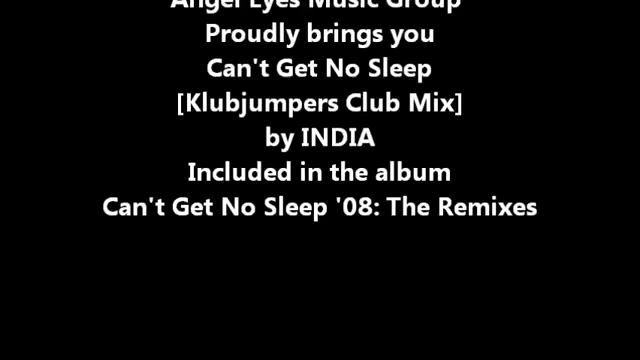 Angel Eyes Music Group
Proudly brings you
Can't Get No Sleep
[Klubjumpers Club Mix]
by INDIA
Included in the album
Can't Get No Sleep '08: The Remixes